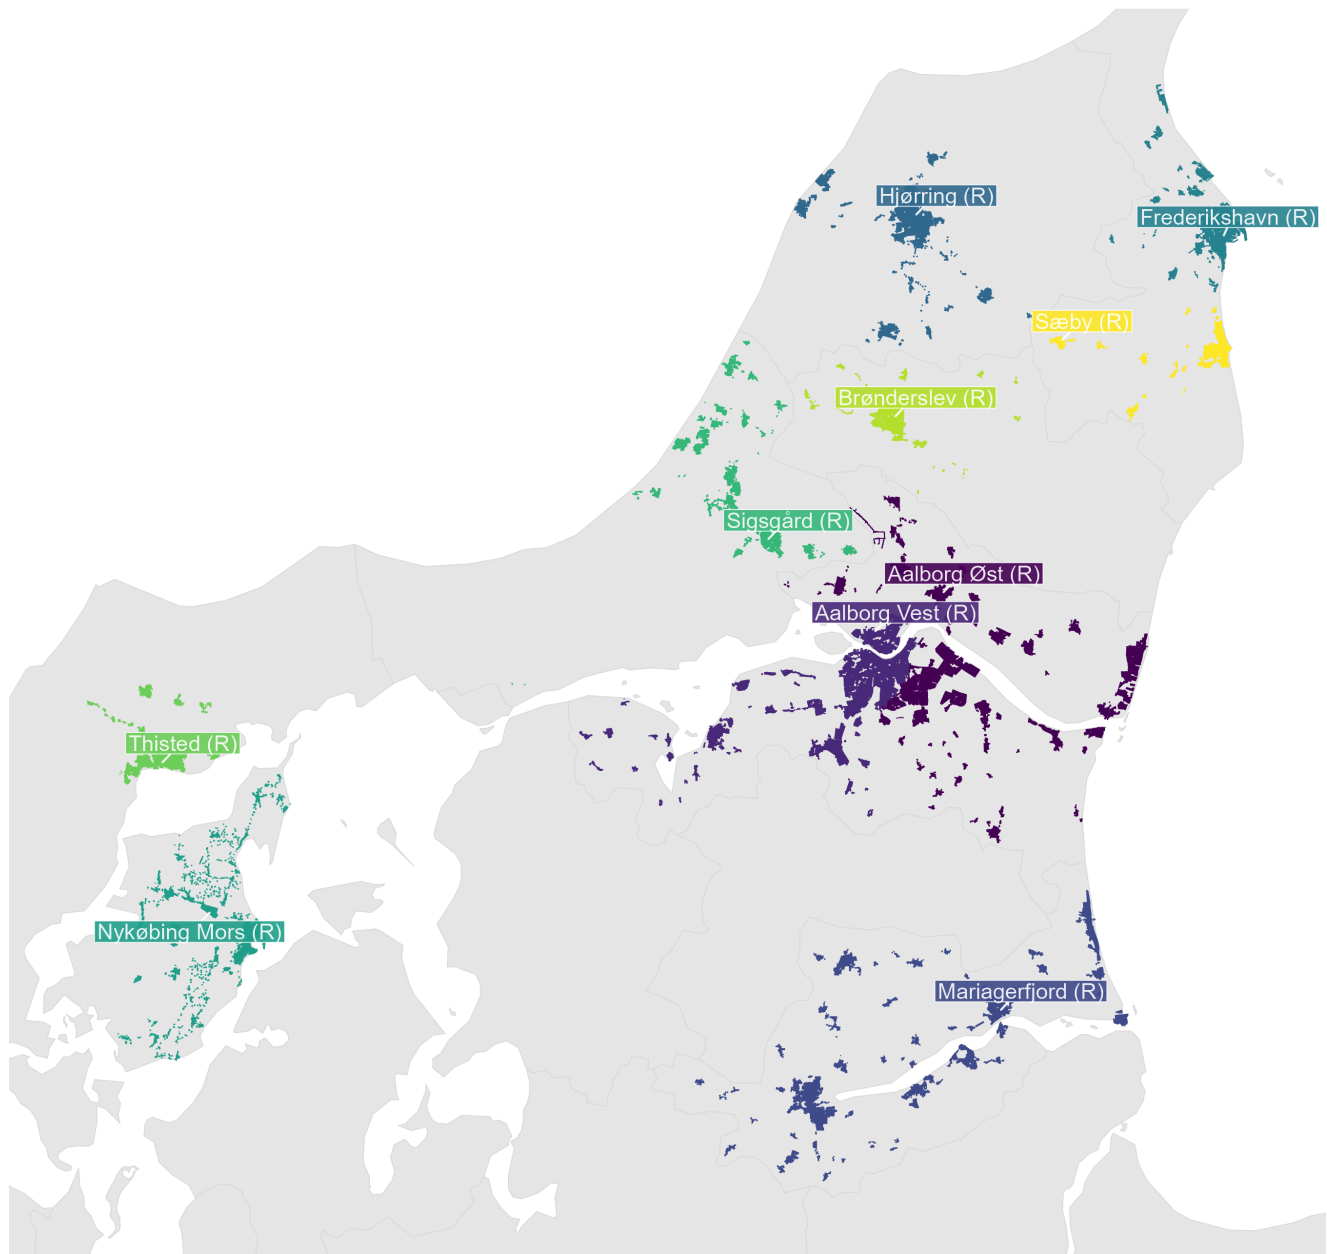 Hjørring (R)
Frederikshavn (R)
Sæby (R)
Brønderslev (R)
Sigsgård (R)
Aalborg Øst (R)
Aalborg Vest (R)
Thisted (R)
Nykøbing Mors (R)
Mariagerfjord (R)